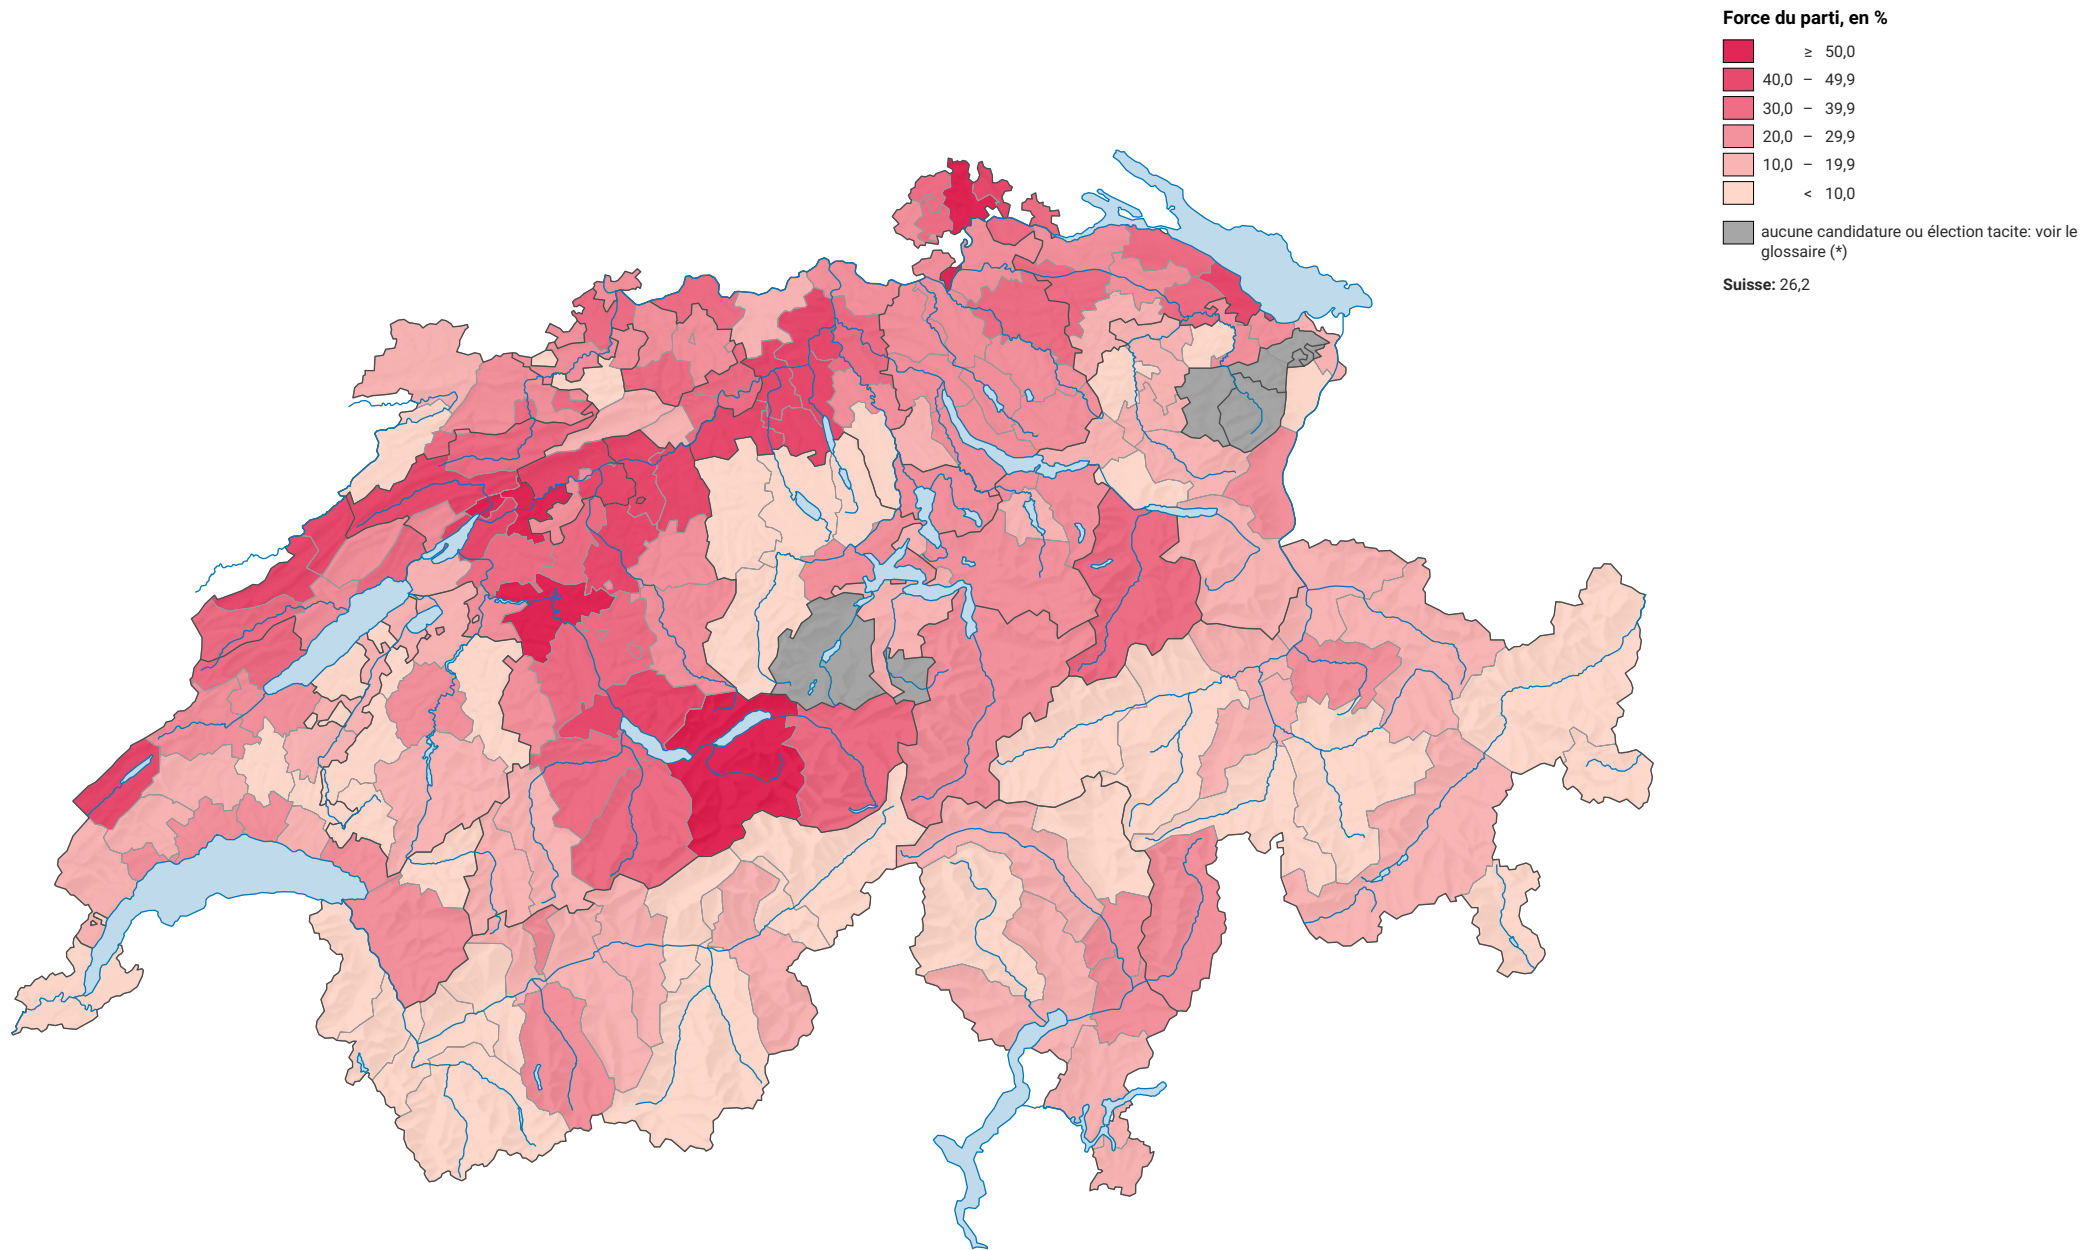 Force du parti, en %
≥ 50,0
40,0 – 49,9
30,0 – 39,9
20,0 – 29,9
10,0 – 19,9
< 10,0
aucune candidature ou élection tacite: voir le
glossaire (*)
Suisse: 26,2